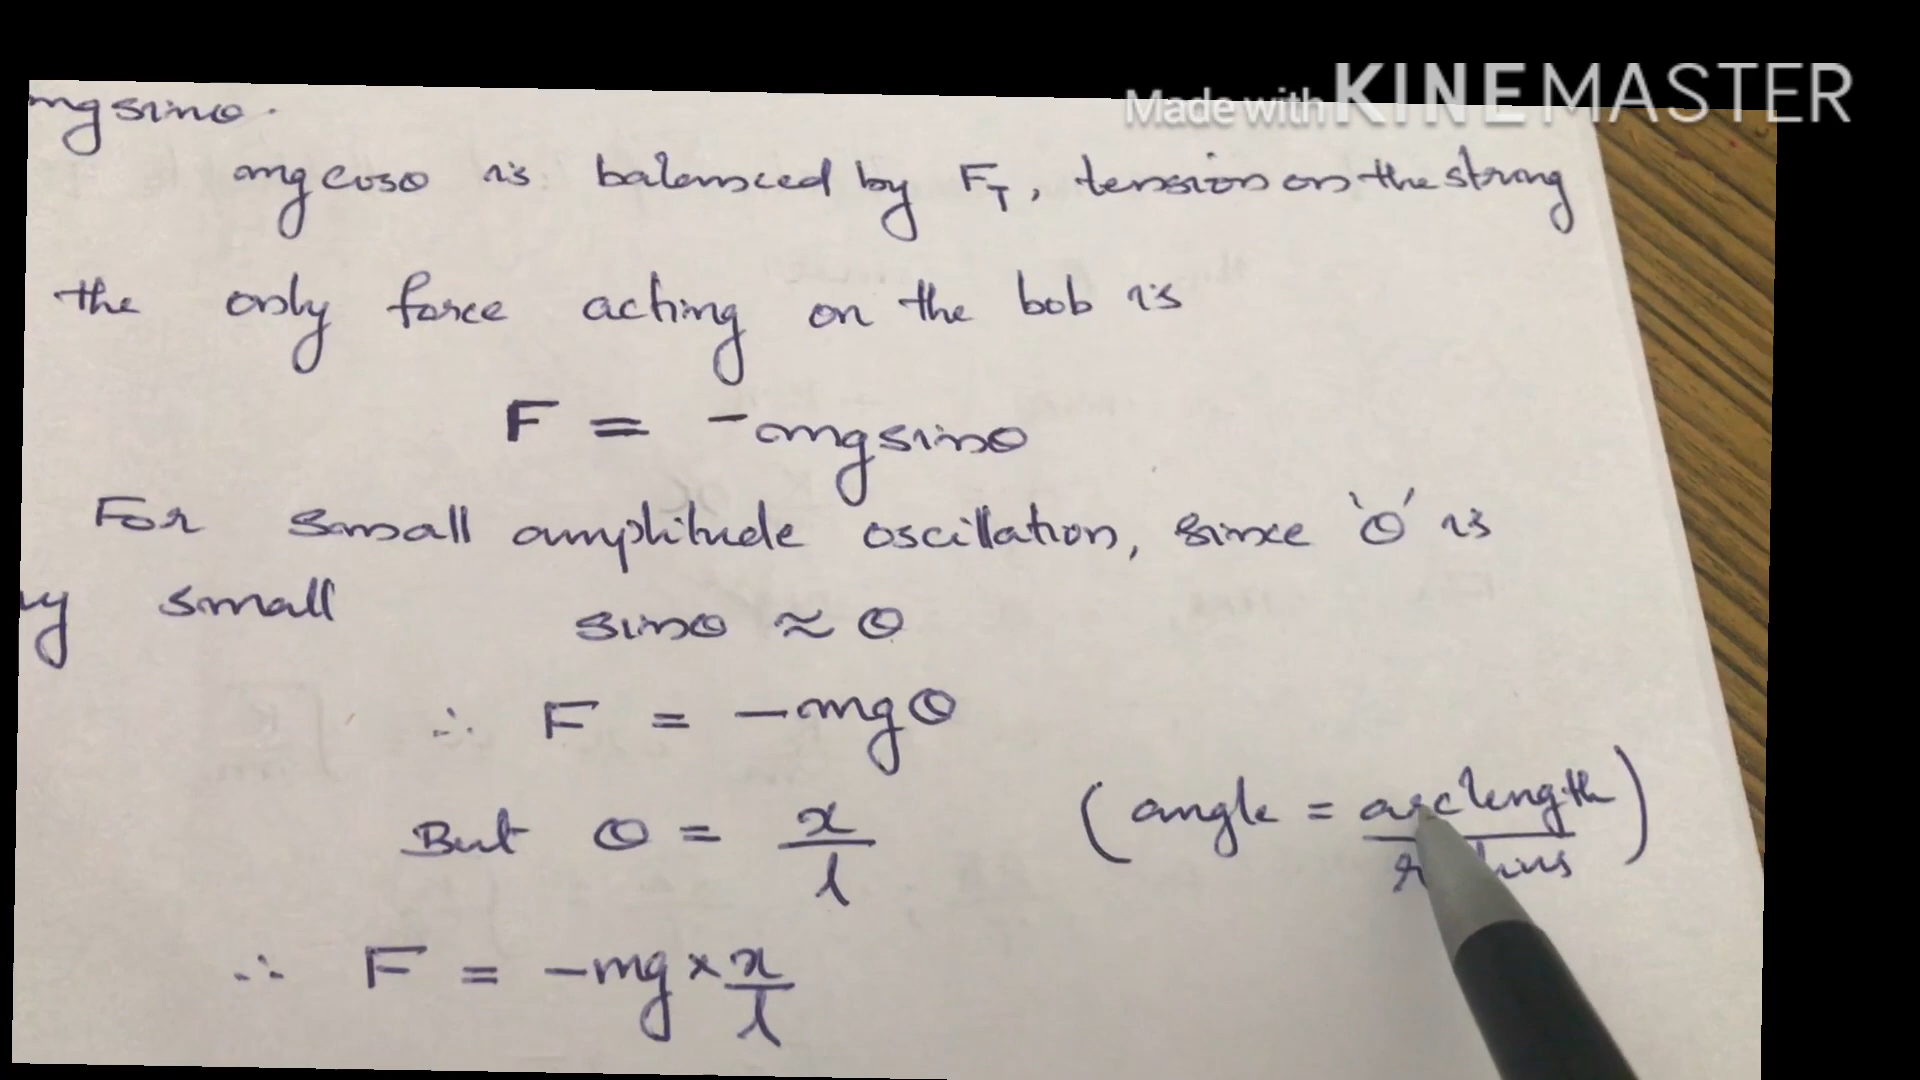 Made with KINEMASTER
mg sinθ.
mg cosθ is balanced by F_T, tension on the string
the only force acting on the bob is
F = -mg sinθ
For small amplitude oscillation, since 'θ' is
small
sinθ ≈ θ
∴ F = -mgθ
But θ = x/l (angle = arc length/radius)
∴ F = -mg × x/l